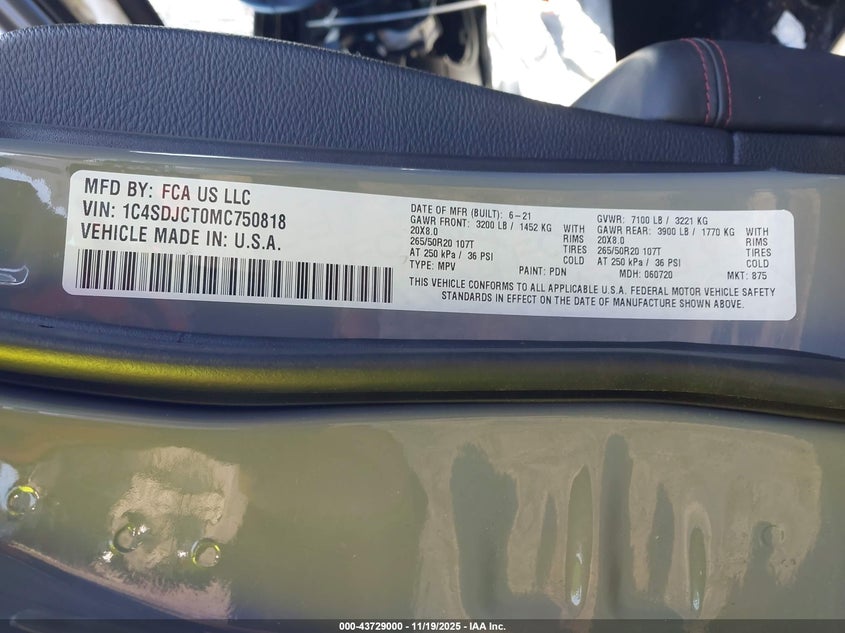 MFD BY: FCA US LLC
VIN: 1C4SDJCT0MC750818
VEHICLE MADE IN: U.S.A.
DATE OF MFR (BUILT): 6-21
GAWR FRONT: 3200 LB / 1452 KG WITH
20X8.0 RIMS
265/50R20 107T TIRES
AT 250 kPa / 36 PSI COLD
TYPE: MPV PAINT: PDN
GVWR: 7100 LB / 3221 KG
GAWR REAR: 3900 LB / 1770 KG WITH
20X8.0 RIMS
265/50R20 107T TIRES
AT 250 kPa / 36 PSI COLD
MDH: 060720 MKT: 875
THIS VEHICLE CONFORMS TO ALL APPLICABLE U.S.A. FEDERAL MOTOR VEHICLE SAFETY
STANDARDS IN EFFECT ON THE DATE OF MANUFACTURE SHOWN ABOVE.
000-43729000 - 11/19/2025 - IAA Inc.